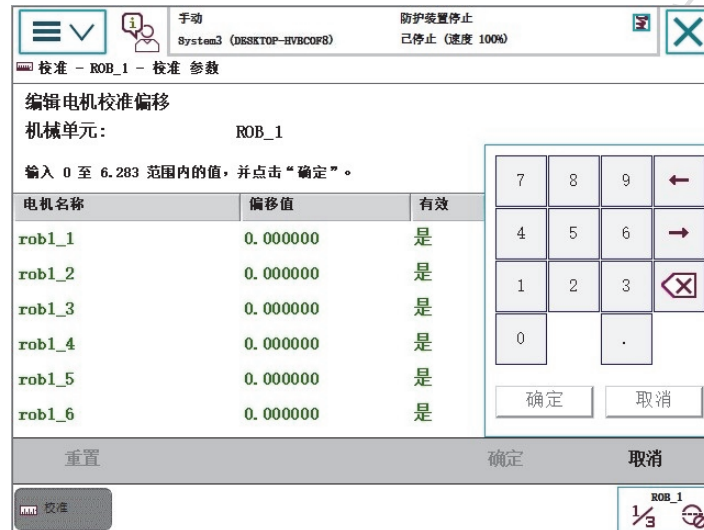 手动 防护装置停止
System3 (DESKTOP-HVBCOF8) 已停止 (速度 100%)
校准 - ROB_1 - 校准 参数
编辑电机校准偏移
机械单元: ROB_1
输入 0 至 6.283 范围内的值，并点击“确定”。
电机名称 偏移值 有效
rob1_1 0.000000 是
rob1_2 0.000000 是
rob1_3 0.000000 是
rob1_4 0.000000 是
rob1_5 0.000000 是
rob1_6 0.000000 是
7 8 9 ←
4 5 6 →
1 2 3
0 .
确定 取消
重置 确定 取消
校准 ROB_1
1/3